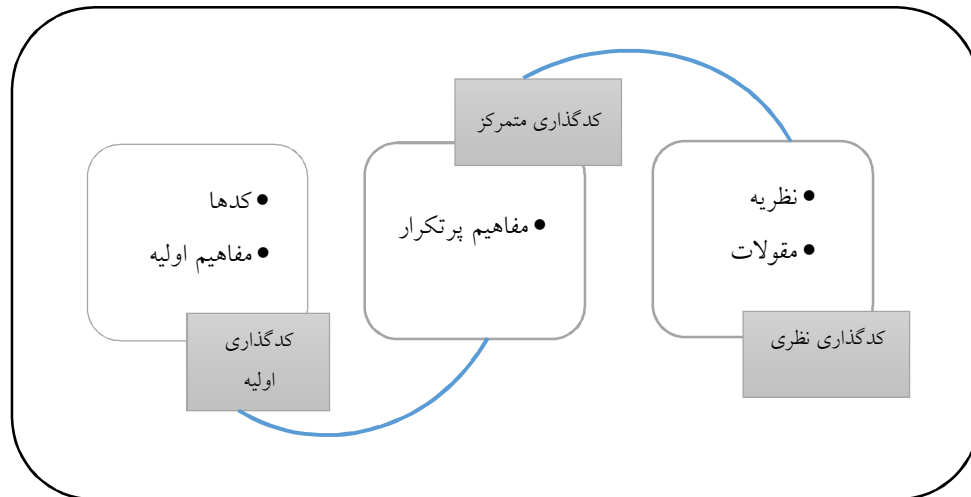 کدها
مفاهیم اولیه
کدگذاری
اولیه
کدگذاری متمرکز
مفاهیم پرتکرار
نظریه
مقولات
کدگذاری نظری